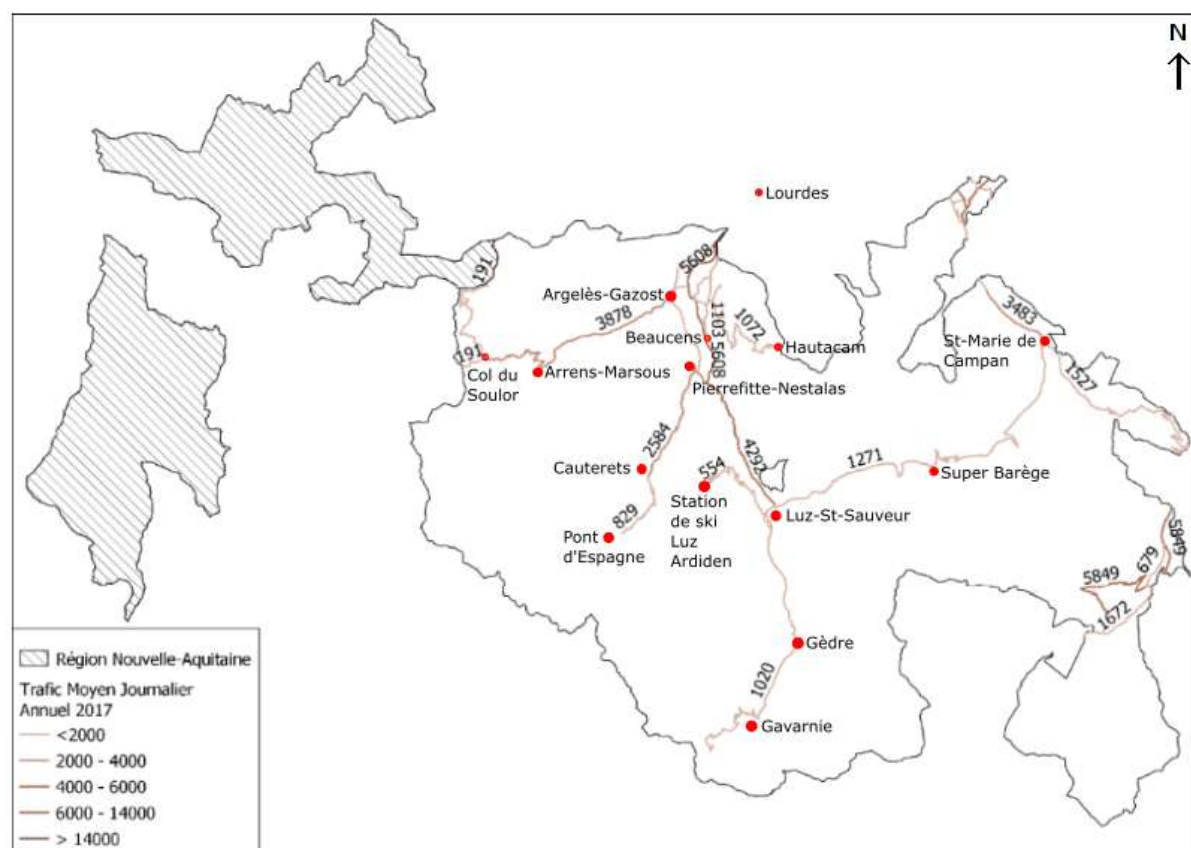 N
Lourdes
191
5608
Argelès-Gazost
3878
1103
1072
3483
Beaucens
Hautacam
St-Marie de
Campan
191
Col du
Soulor
Arrens-Marsous
5608
Pierrefitte-Nestalas
1527
2584
4292
1271
Cauterets
554
Super Barège
Station
de ski
Luz
Ardiden
Luz-St-Sauveur
829
Pont
d'Espagne
5849
679
5849
1672
Gèdre
1020
Gavarnie
Région Nouvelle-Aquitaine
Trafic Moyen Journalier
Annuel 2017
<2000
2000 - 4000
4000 - 6000
6000 - 14000
> 14000